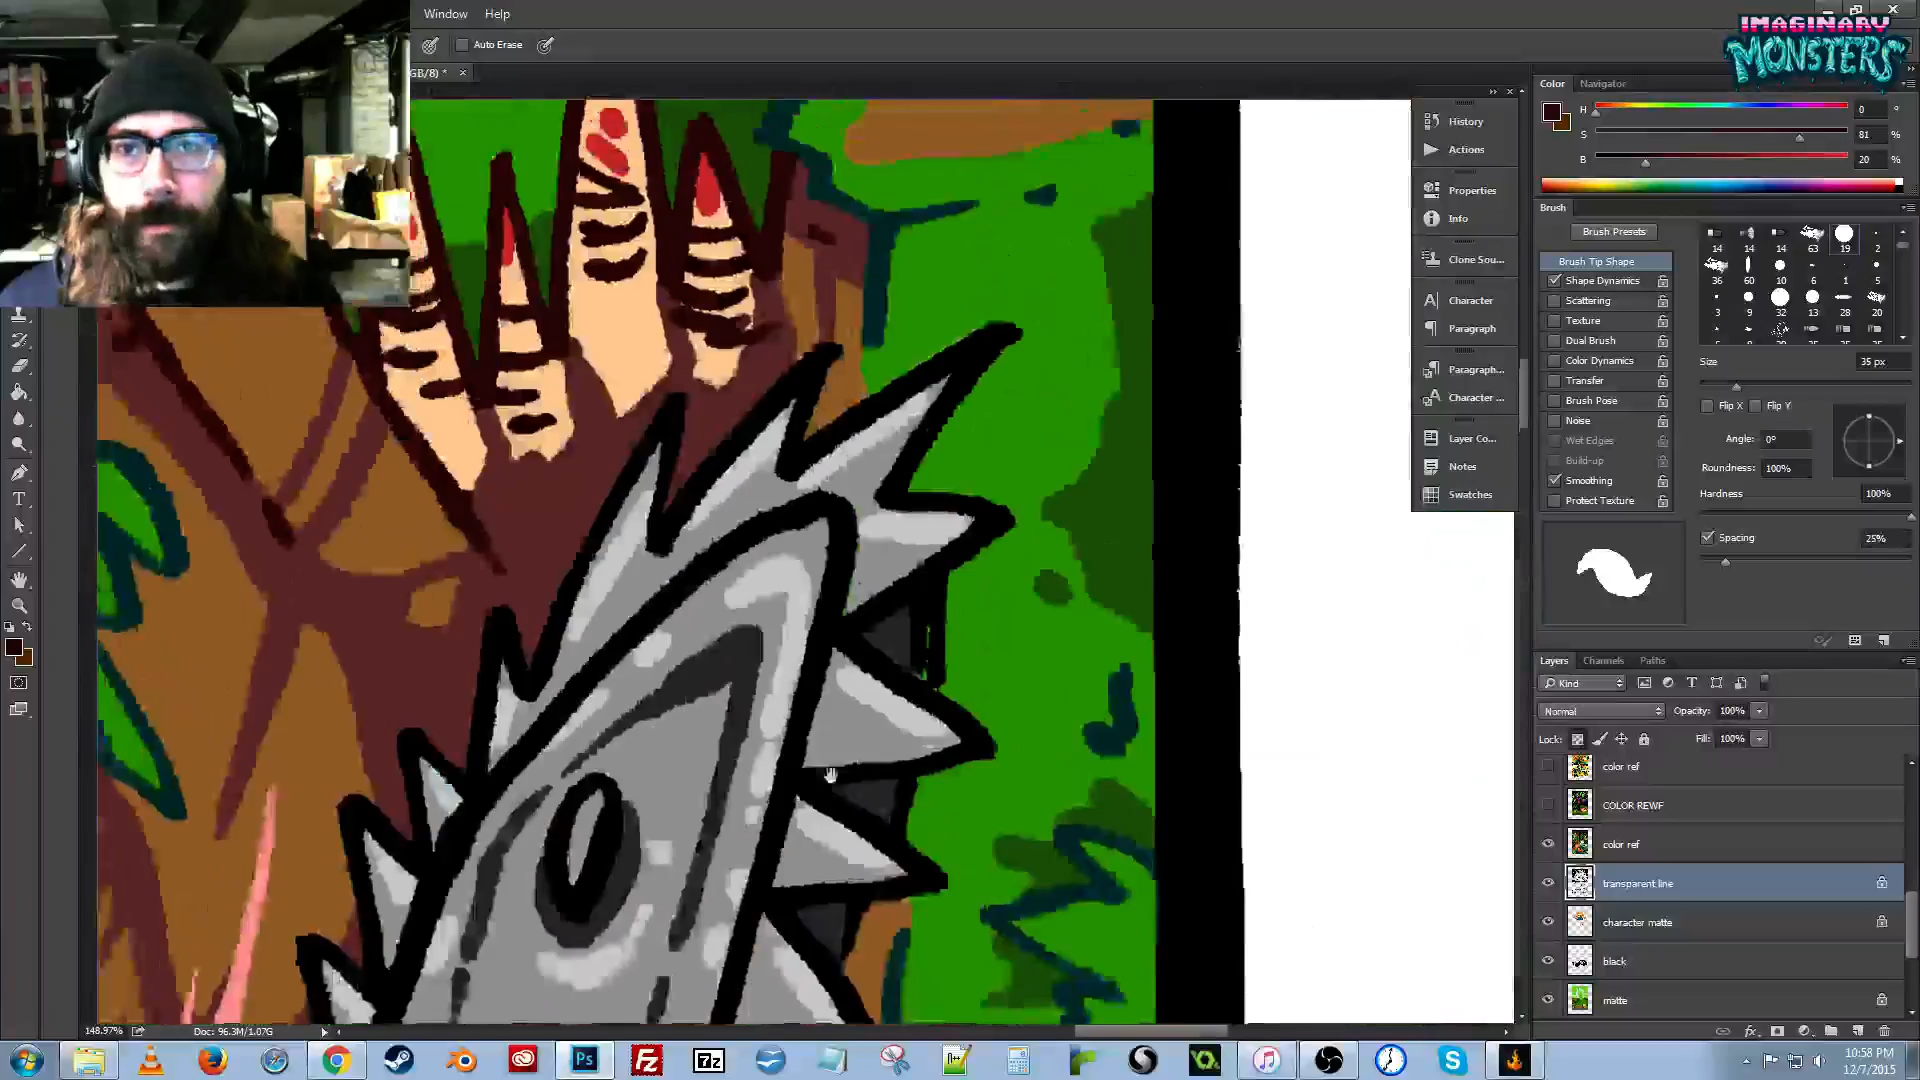 Window Help
IMAGINARY
MONSTERS
Auto Erase
GB/8) *
Color Navigator
H 0 °
S 81 %
B 20 %
History
Actions
Properties
Info
Clone Sou...
Character
Paragraph
Paragraph...
Character ...
Layer Co...
Notes
Swatches
Brush
Brush Presets
Brush Tip Shape
Shape Dynamics
Scattering
Texture
Dual Brush
Color Dynamics
Transfer
Brush Pose
Noise
Wet Edges
Build-up
Smoothing
Protect Texture
14 14 14 63 19 2
36 60 10 6 1 5
3 9 32 13 28 20
Size 35 px
Flip X Flip Y
Angle: 0°
Roundness: 100%
Hardness 100%
Spacing 25%
Layers Channels Paths
Kind
Normal Opacity: 100%
Lock: Fill: 100%
color ref
COLOR REWF
color ref
transparent line
character matte
black
matte
148.97% Doc: 96.3M/1.07G
Ps
Fz
7z
10:58 PM
12/7/2015